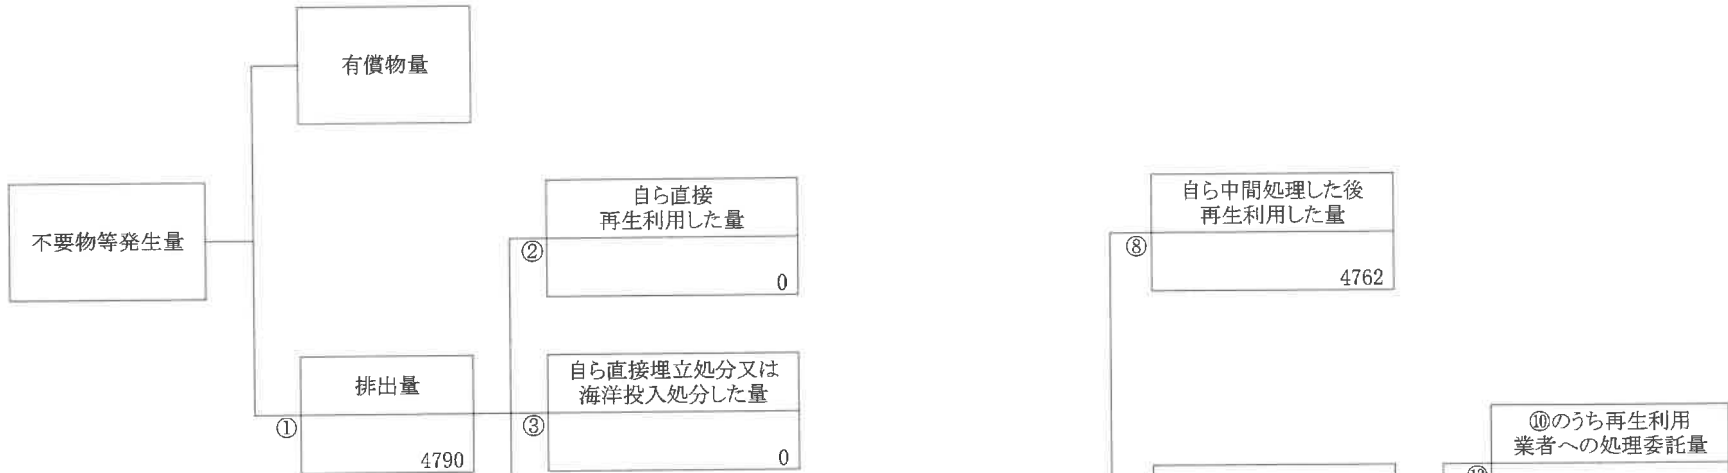 有償物量
不要物等発生量
自ら直接
再生利用した量
②
0
自ら中間処理した後
再生利用した量
⑧
4762
排出量
①
4790
自ら直接埋立処分又は
海洋投入処分した量
③
0
⑩のうち再生利用
業者への処理委託量